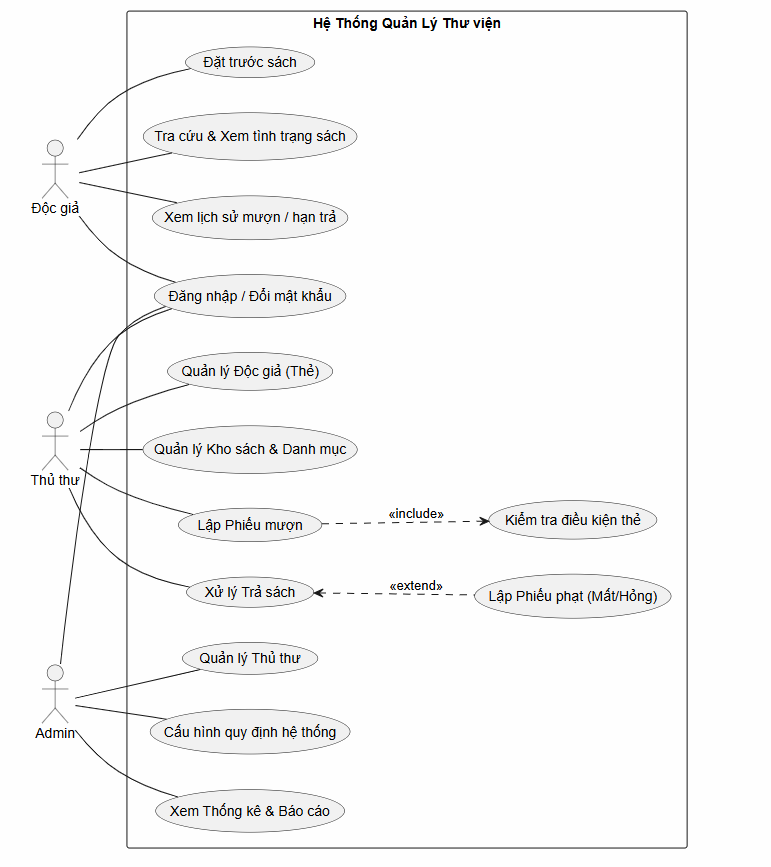 Hệ Thống Quản Lý Thư viện
Đặt trước sách
Tra cứu & Xem tình trạng sách
Độc giả
Xem lịch sử mượn / hạn trả
Đăng nhập / Đổi mật khẩu
Quản lý Độc giả (Thẻ)
Quản lý Kho sách & Danh mục
Thủ thư
Lập Phiếu mượn
«include»
Kiểm tra điều kiện thẻ
Xử lý Trả sách
«extend»
Lập Phiếu phạt (Mất/Hỏng)
Quản lý Thủ thư
Admin
Cấu hình quy định hệ thống
Xem Thống kê & Báo cáo